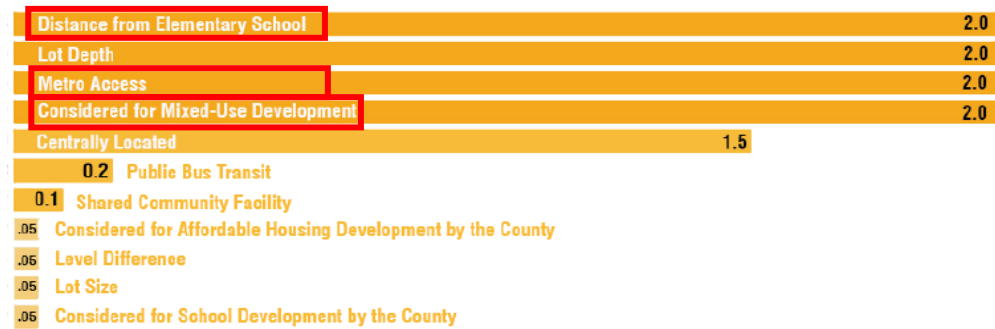 Distance from Elementary School 2.0
Lot Depth 2.0
Metro Access 2.0
Considered for Mixed-Use Development 2.0
Centrally Located 1.5
0.2 Public Bus Transit
0.1 Shared Community Facility
.05 Considered for Affordable Housing Development by the County
.05 Level Difference
.05 Lot Size
.05 Considered for School Development by the County